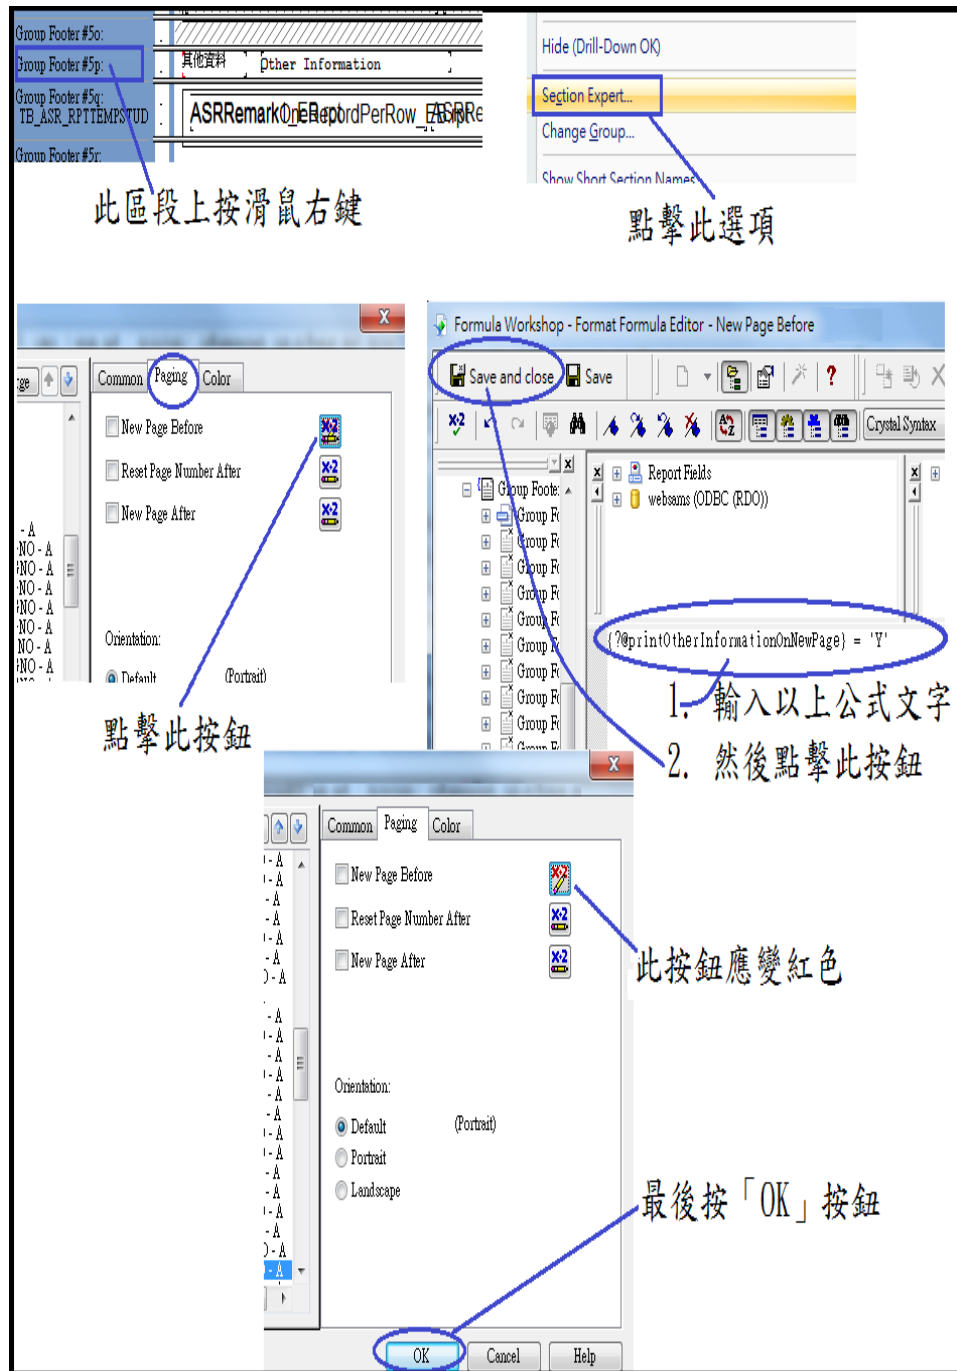 Group Footer #5o:
Group Footer #5p:
其他資料 Other Information
Group Footer #5q:
TB_ASR_RPTTEMPSTUD
Group Footer #5r:
此區段上按滑鼠右鍵
Hide (Drill-Down OK)
Section Expert...
Change Group...
Show Short Section Names
點擊此選項
Common Paging Color
New Page Before
Reset Page Number After
New Page After
Orientation:
Default (Portrait)
點擊此按鈕
Formula Workshop - Format Formula Editor - New Page Before
Save and close Save
Crystal Syntax
Report Fields
websams (ODBC (RDO))
{?@printOtherInformationOnNewPage} = 'Y'
1. 輸入以上公式文字
2. 然後點擊此按鈕
Common Paging Color
New Page Before
Reset Page Number After
New Page After
此按鈕應變紅色
Orientation:
Default (Portrait)
Portrait
Landscape
最後按「OK」按鈕
OK Cancel Help